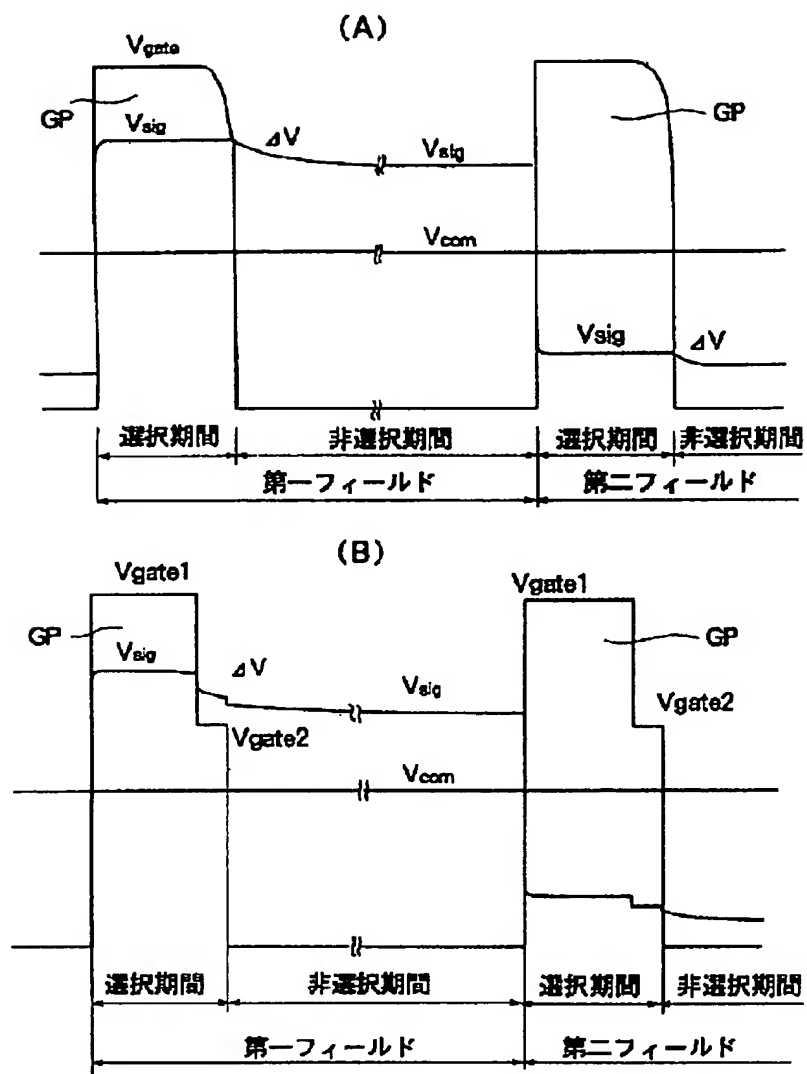 (A)
Vgate
GP
Vsig
ΔV
Vsig
GP
Vcom
Vsig
ΔV
選択期間
非選択期間
選択期間
非選択期間
第一フィールド
第二フィールド
(B)
Vgate1
Vgate1
GP
GP
Vsig
ΔV
Vsig
Vgate2
Vgate2
Vcom
選択期間
非選択期間
選択期間
非選択期間
第一フィールド
第二フィールド